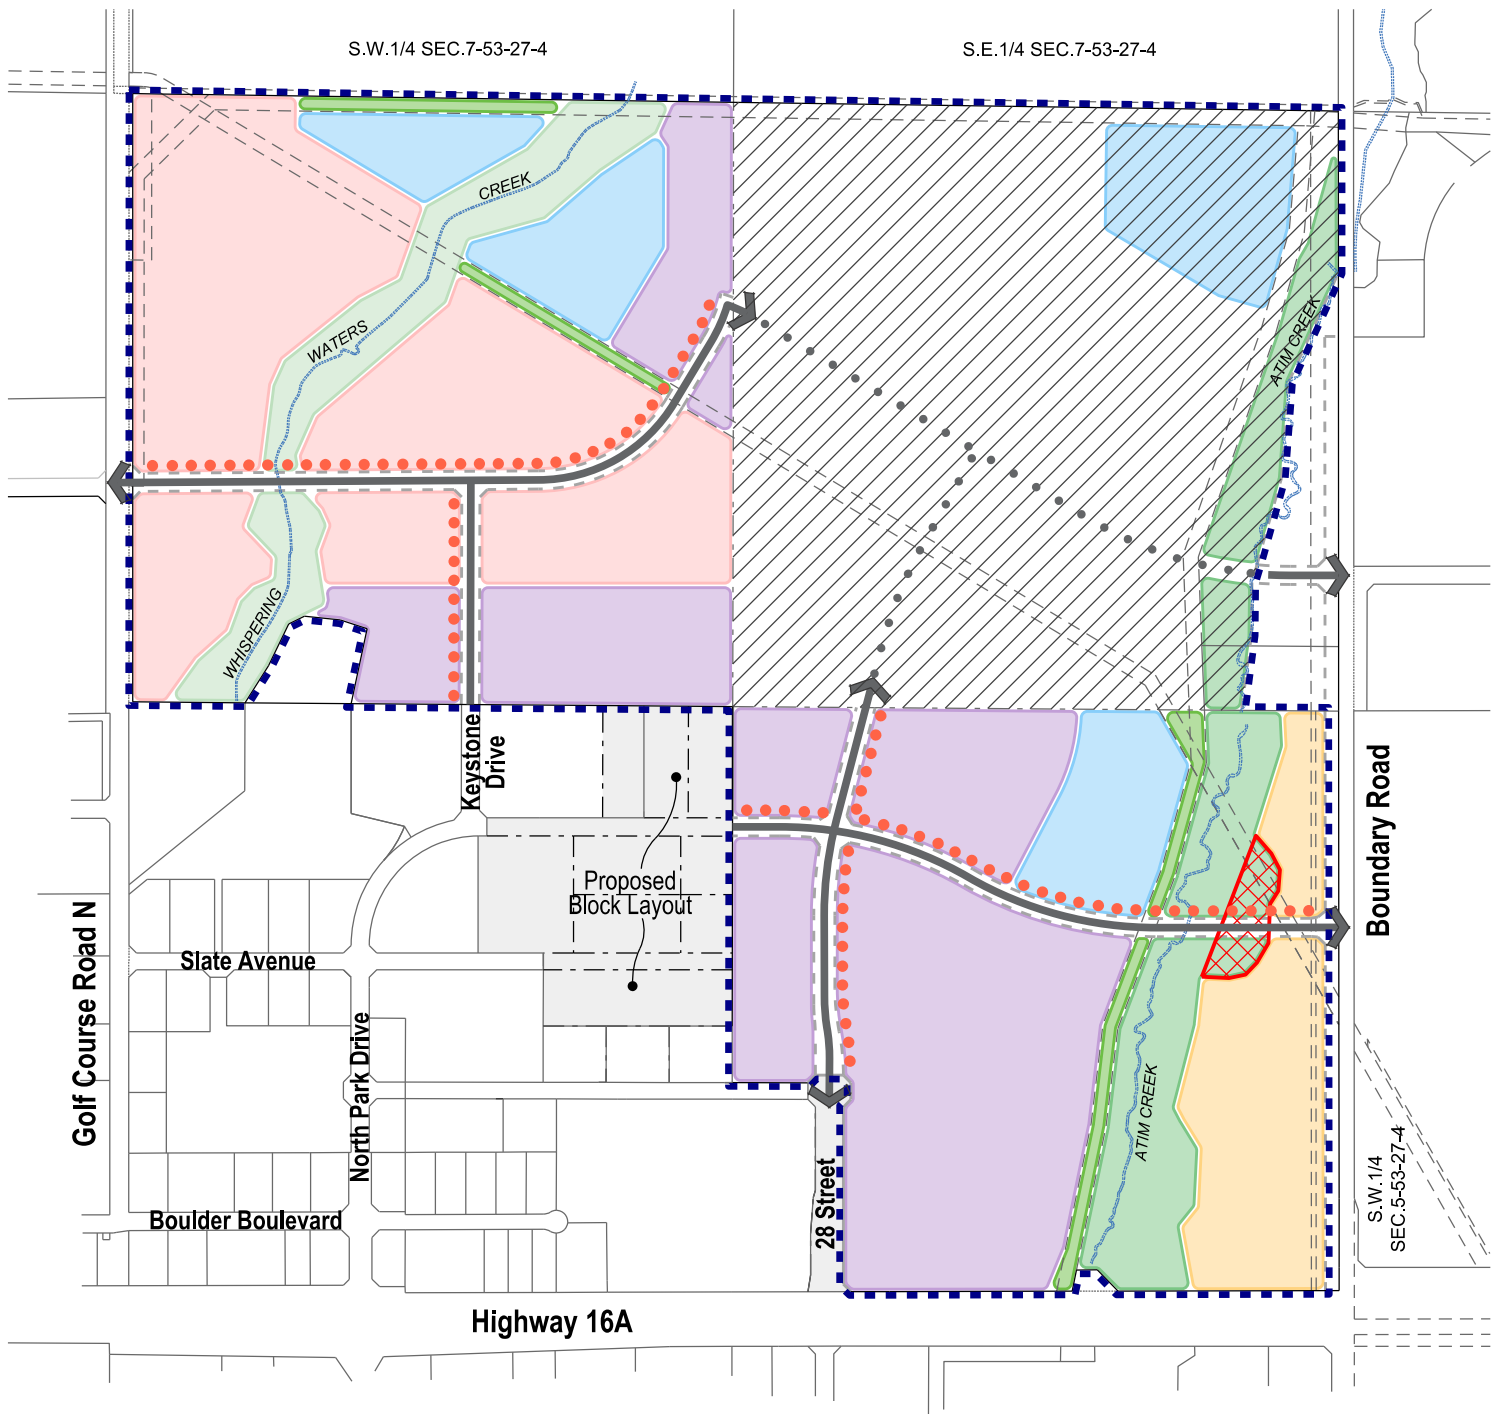 S.W.1/4 SEC.7-53-27-4
S.E.1/4 SEC.7-53-27-4
CREEK
WATERS
WHISPERING
ATIM CREEK
Keystone
Drive
Boundary Road
Proposed
Block Layout
Golf Course Road N
Slate Avenue
North Park Drive
ATIM CREEK
28 Street
S.W.1/4
SEC.5-53-27-4
Boulder Boulevard
Highway 16A